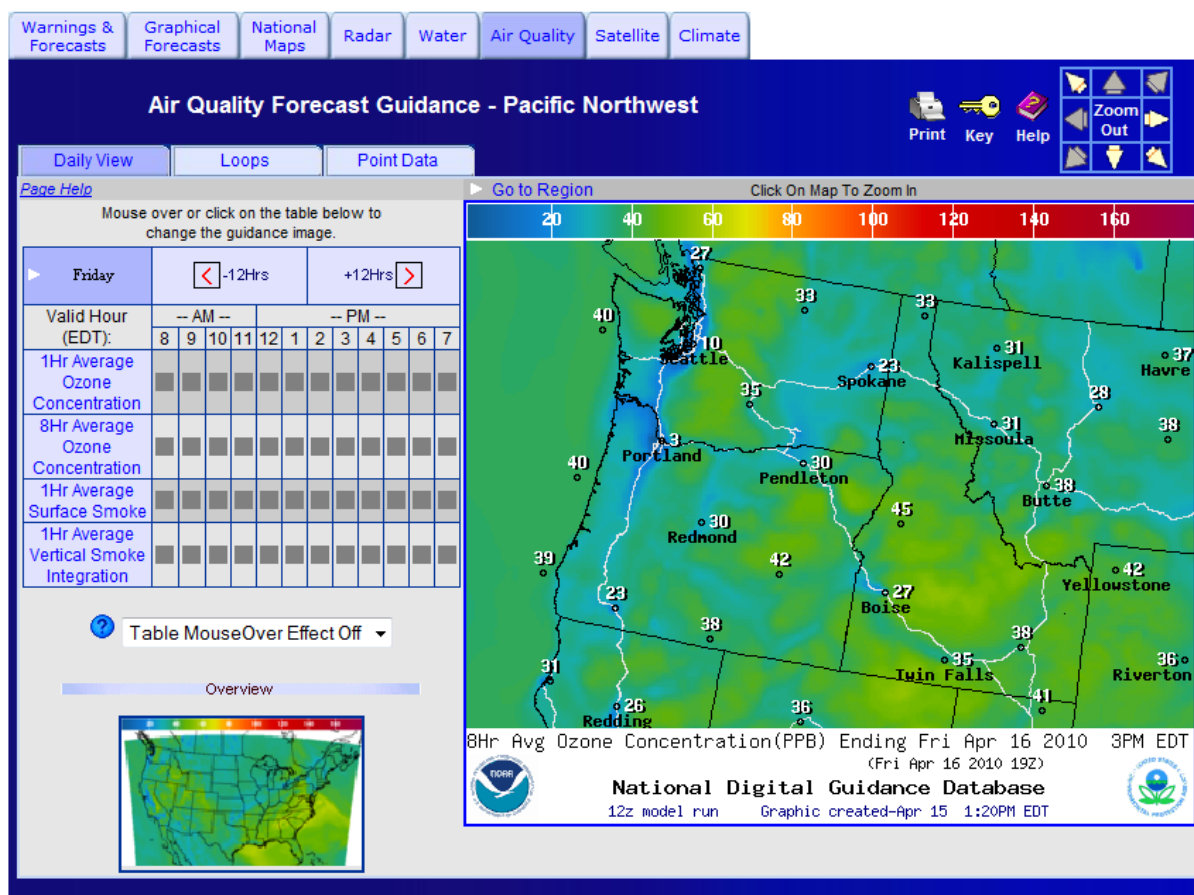 Warnings &
Forecasts
Graphical
Forecasts
National
Maps
Radar
Water
Air Quality
Satellite
Climate
Air Quality Forecast Guidance - Pacific Northwest
Print
Key
Help
Zoom
Out
Daily View
Loops
Point Data
Page Help
Go to Region
Click On Map To Zoom In
Mouse over or click on the table below to
change the guidance image.
Friday
< -12Hrs
+12Hrs >
Valid Hour
(EDT):
-- AM --
-- PM --
8 9 10 11 12 1 2 3 4 5 6 7
1Hr Average
Ozone
Concentration
8Hr Average
Ozone
Concentration
1Hr Average
Surface Smoke
1Hr Average
Vertical Smoke
Integration
? Table MouseOver Effect Off
Overview
20 40 60 80 100 120 140 160
27
33
33
40
10
Seattle
31
Kalispell
37
Havre
23
Spokane
35
28
31
Missoula
38
3
Portland
40
30
Pendleton
38
Butte
45
30
Redmond
39
42
42
Yellowstone
23
27
Boise
38
38
31
35
Twin Falls
36
Riverton
26
Redding
36
41
8Hr Avg Ozone Concentration(PPB) Ending Fri Apr 16 2010 3PM EDT
(Fri Apr 16 2010 19Z)
NOAA
National Digital Guidance Database
12z model run Graphic created-Apr 15 1:20PM EDT